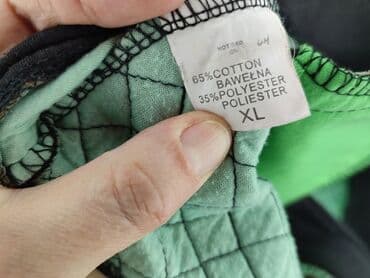 65%COTTON
BAWEŁNA
35%POLYESTER
POLIESTER
XL